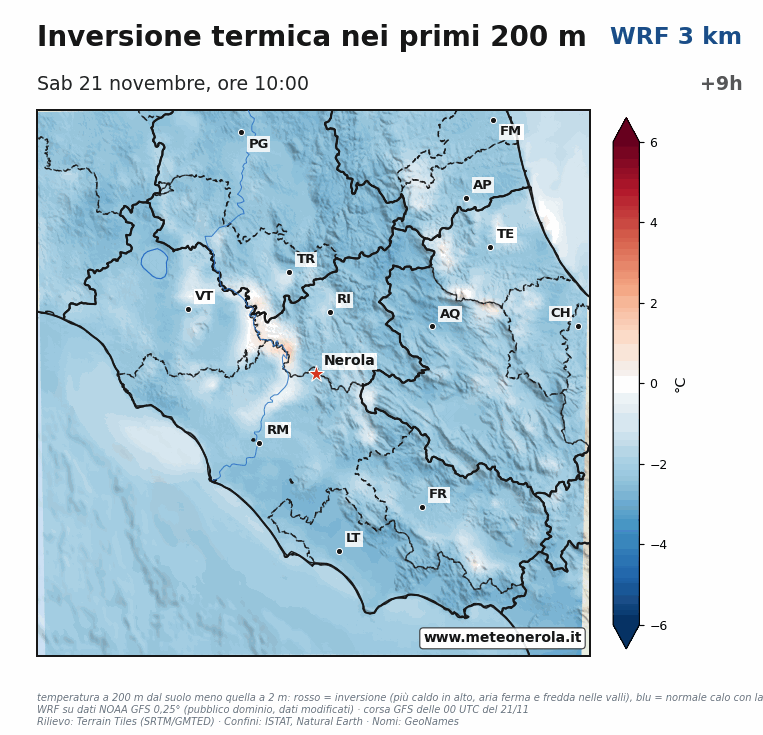 Inversione termica nei primi 200 m
WRF 3 km
Sab 21 novembre, ore 10:00
+9h
FM
PG
AP
TE
TR
VT
RI
AQ
CH
Nerola
RM
FR
LT
www.meteonerola.it
6
4
2
0
−2
−4
−6
°C
temperatura a 200 m dal suolo meno quella a 2 m: rosso = inversione (più caldo in alto, aria ferma e fredda nelle valli), blu = normale calo con la
WRF su dati NOAA GFS 0,25° (pubblico dominio, dati modificati) · corsa GFS delle 00 UTC del 21/11
Rilievo: Terrain Tiles (SRTM/GMTED) · Confini: ISTAT, Natural Earth · Nomi: GeoNames